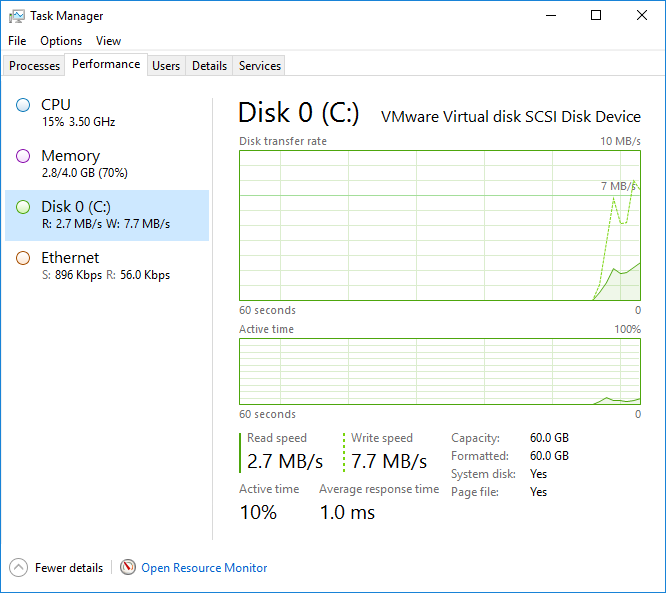 Task Manager
File Options View
Processes Performance Users Details Services
CPU
15% 3.50 GHz
Memory
2.8/4.0 GB (70%)
Disk 0 (C:)
R: 2.7 MB/s W: 7.7 MB/s
Ethernet
S: 896 Kbps R: 56.0 Kbps
Disk 0 (C:) VMware Virtual disk SCSI Disk Device
Disk transfer rate 10 MB/s
7 MB/s
60 seconds 0
Active time 100%
60 seconds 0
Read speed
2.7 MB/s
Write speed
7.7 MB/s
Active time
10%
Average response time
1.0 ms
Capacity: 60.0 GB
Formatted: 60.0 GB
System disk: Yes
Page file: Yes
Fewer details Open Resource Monitor